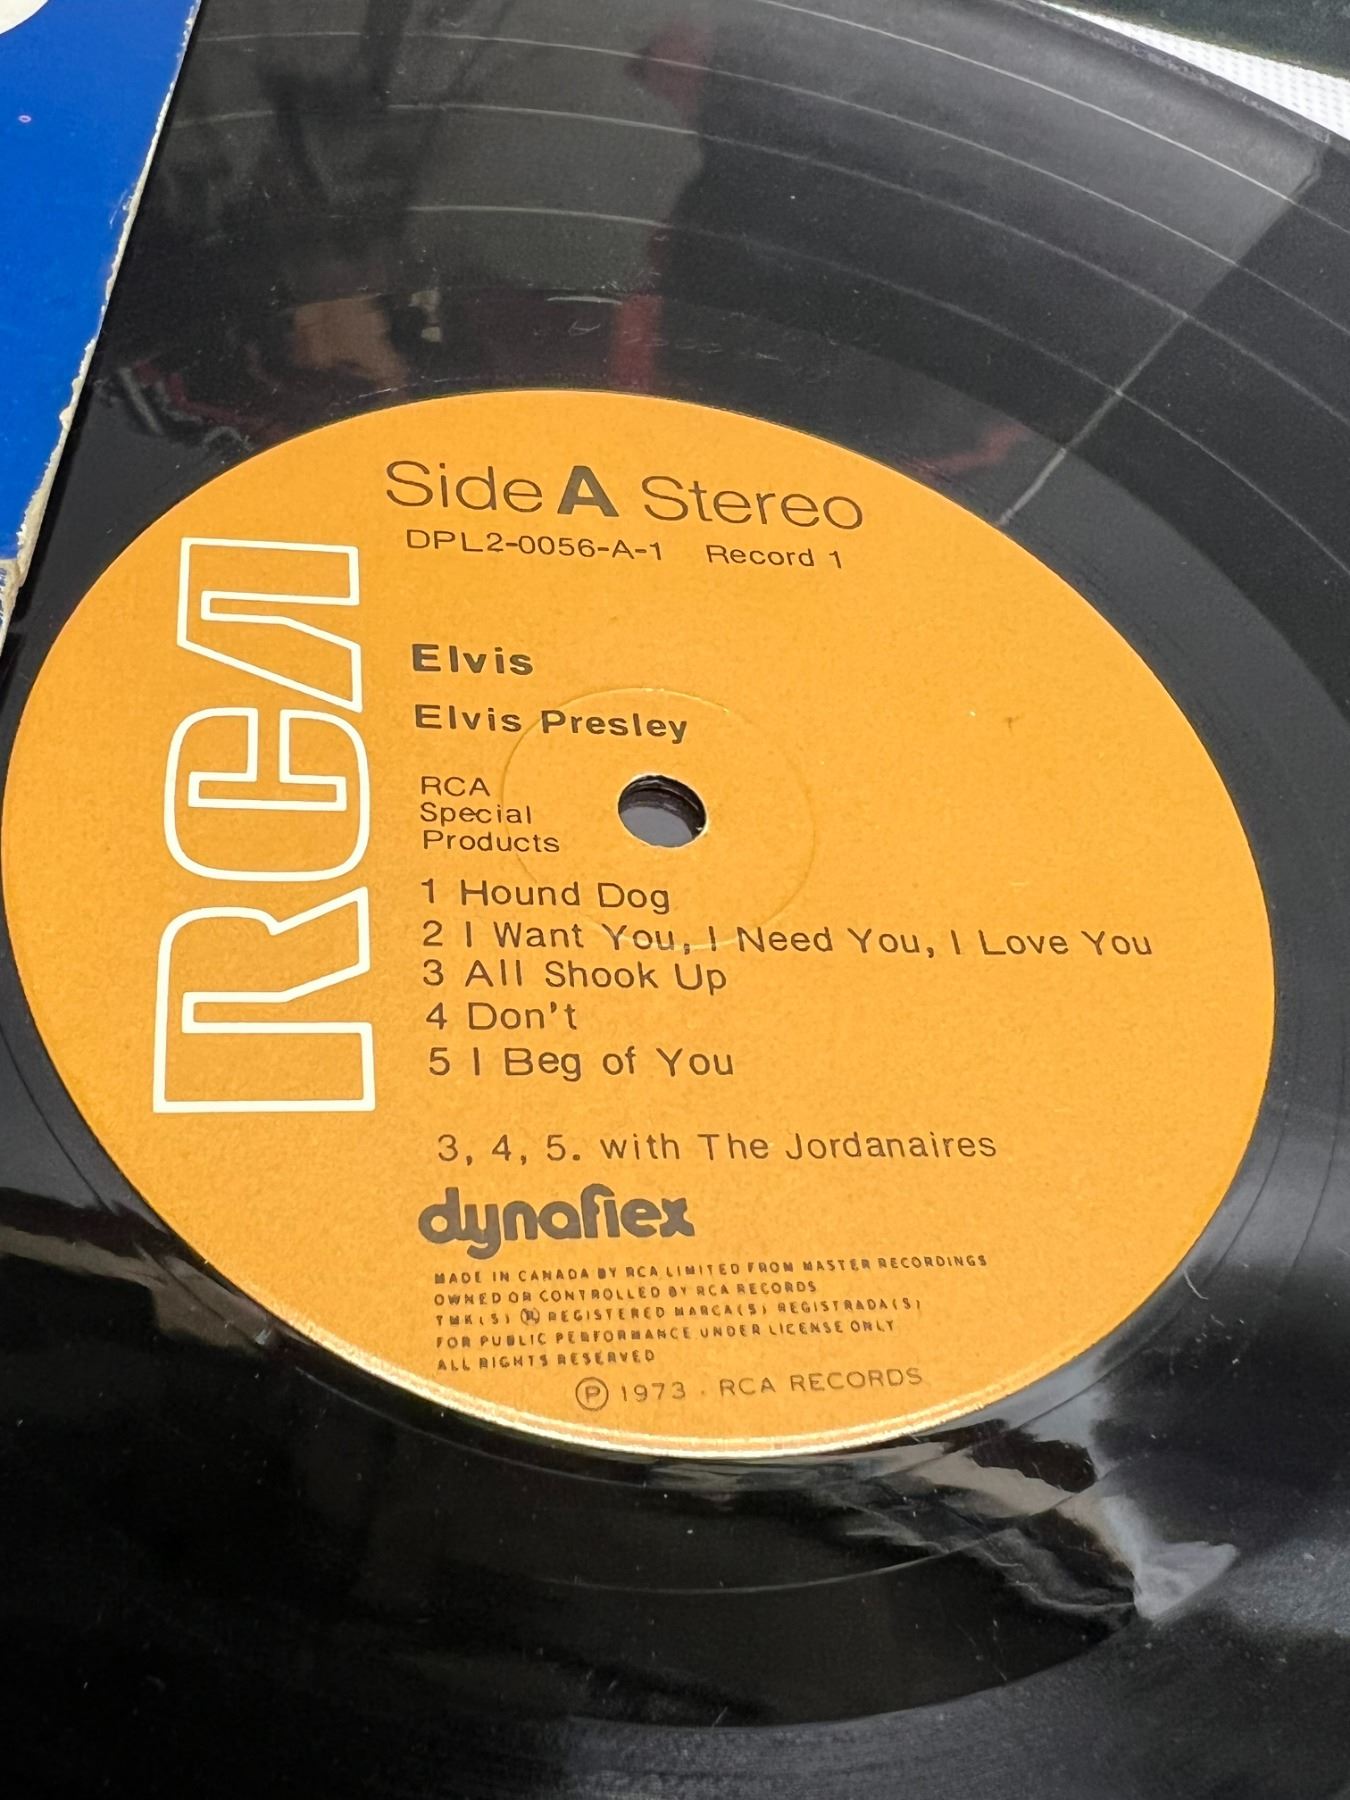 Side A Stereo
DPL2-0056-A-1 Record 1
RCA
Elvis
Elvis Presley
RCA
Special
Products
1 Hound Dog
2 I Want You, I Need You, I Love You
3 All Shook Up
4 Don't
5 I Beg of You
3, 4, 5. with The Jordanaires
dynaflex
MADE IN CANADA BY RCA LIMITED FROM MASTER RECORDINGS
OWNED OR CONTROLLED BY RCA RECORDS
TMK(S) ® REGISTERED MARCA(S) REGISTRADA(S)
FOR PUBLIC PERFORMANCE UNDER LICENSE ONLY
ALL RIGHTS RESERVED
℗ 1973 . RCA RECORDS